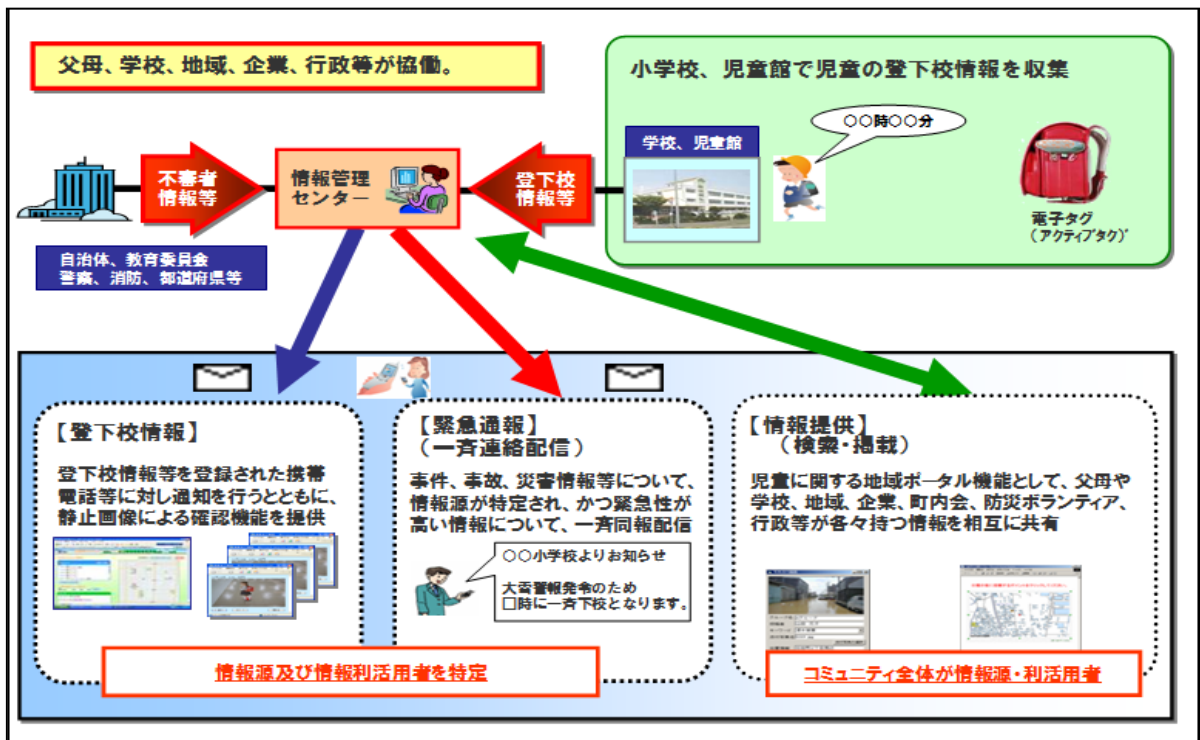 父母、学校、地域、企業、行政等が協働。
小学校、児童館で児童の登下校情報を収集
○○時○○分
学校、児童館
不審者
情報等
情報管理
センター
登下校
情報等
電子タグ
(アクティブタグ)
自治体、教育委員会
警察、消防、都道府県等
【登下校情報】
登下校情報等を登録された携帯
電話等に対し通知を行うとともに、
静止画像による確認機能を提供
【緊急通報】
(一斉連絡配信)
事件、事故、災害情報等について、
情報源が特定され、かつ緊急性が
高い情報について、一斉同報配信
○○小学校よりお知らせ
大雪警報発令のため
□時に一斉下校となります。
【情報提供】
(検索・掲載)
児童に関する地域ポータル機能として、父母や
学校、地域、企業、町内会、防災ボランティア、
行政等が各々持つ情報を相互に共有
情報源及び情報利活用者を特定
コミュニティ全体が情報源・利活用者